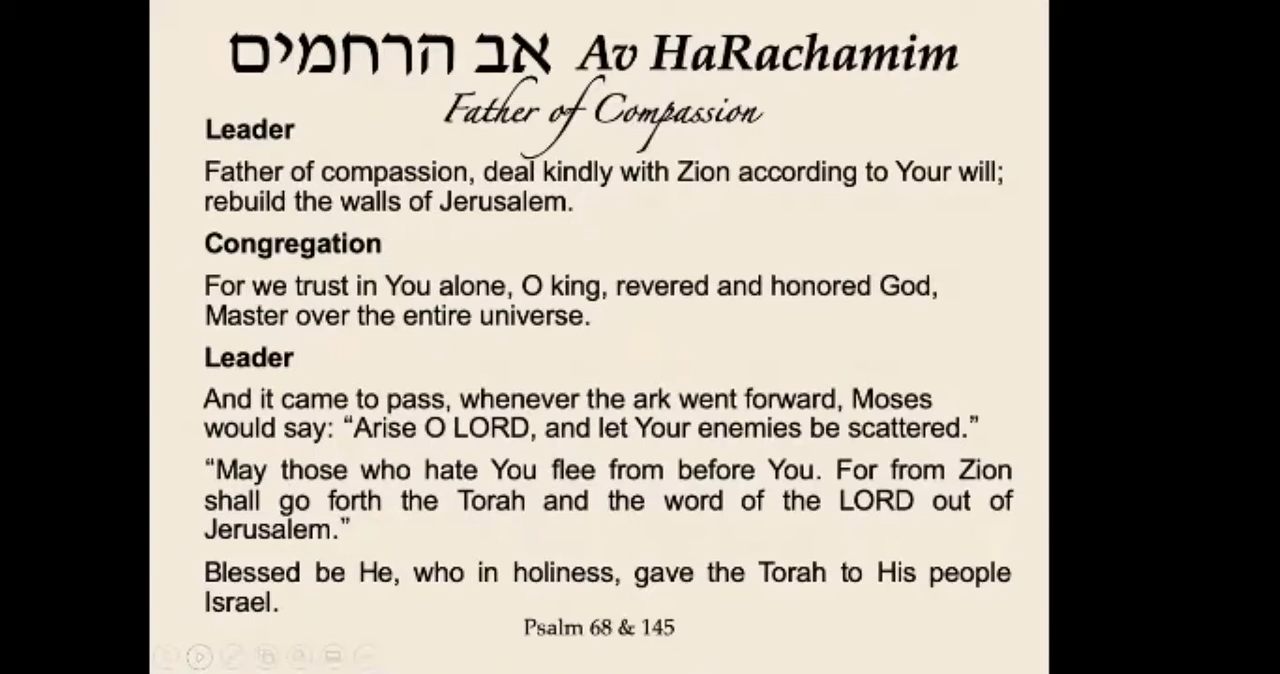 אב הרחמים Av HaRachamim
Father of Compassion
Leader
Father of compassion, deal kindly with Zion according to Your will;
rebuild the walls of Jerusalem.
Congregation
For we trust in You alone, O king, revered and honored God,
Master over the entire universe.
Leader
And it came to pass, whenever the ark went forward, Moses
would say: “Arise O LORD, and let Your enemies be scattered.”
“May those who hate You flee from before You. For from Zion
shall go forth the Torah and the word of the LORD out of
Jerusalem.”
Blessed be He, who in holiness, gave the Torah to His people
Israel.
Psalm 68 & 145